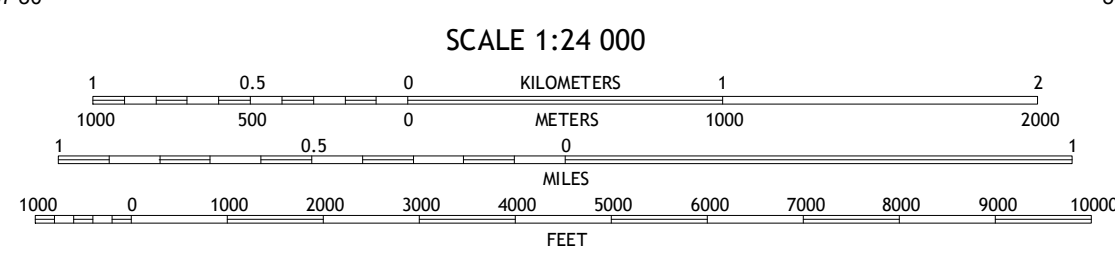 SCALE 1:24 000
1 0.5 0 KILOMETERS 1 2
1000 500 0 METERS 1000 2000
1 0.5 0 1
MILES
1000 0 1000 2000 3000 4000 5000 6000 7000 8000 9000 10000
FEET